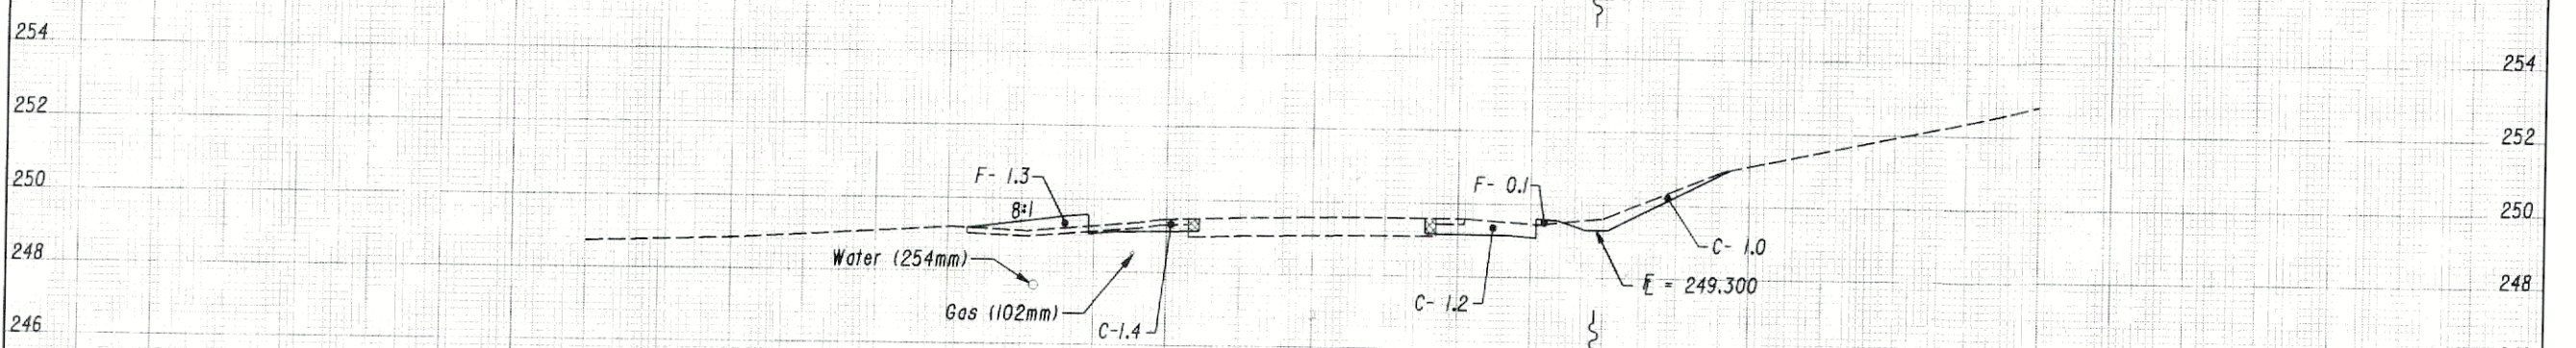 254
254
252
252
250
250
248
248
246
F- 1.3
8:1
Water (254mm)
Gas (102mm)
C-1.4
F- 0.1
C- 1.2
C- 1.0
= 249.300